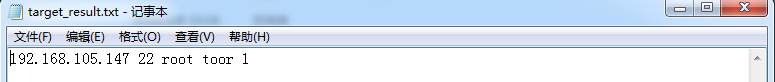 target_result.txt - 记事本
文件(F) 编辑(E) 格式(O) 查看(V) 帮助(H)
192.168.105.147 22 root toor 1